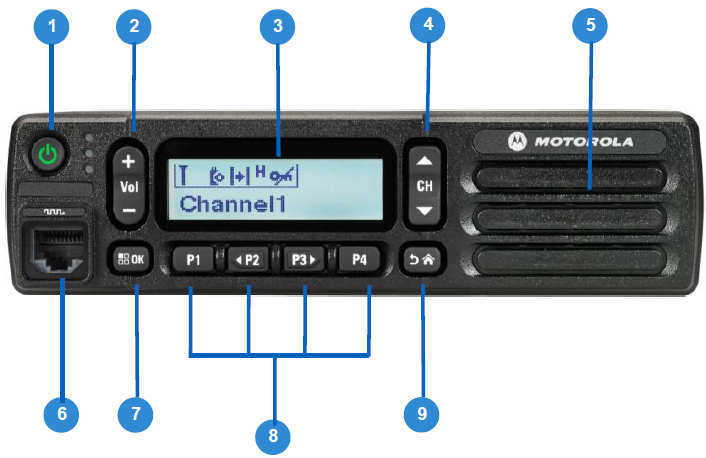 1
2
3
4
5
MOTOROLA
+
Vol
−
H
Channel1
CH
OK
P1
P2
P3
P4
6
7
8
9